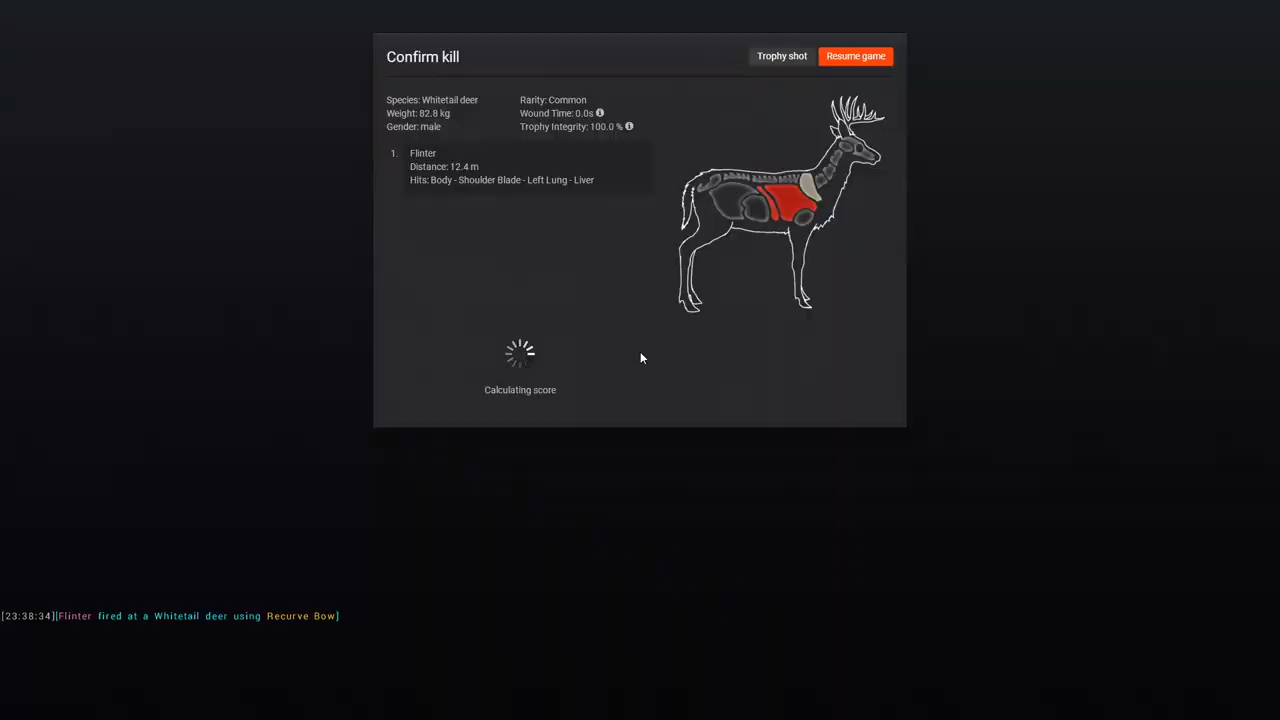 Confirm kill
Trophy shot
Resume game
Species: Whitetail deer
Weight: 82.8 kg
Gender: male
Rarity: Common
Wound Time: 0.0s
Trophy Integrity: 100.0 %
1. Flinter
Distance: 12.4 m
Hits: Body - Shoulder Blade - Left Lung - Liver
Calculating score
[23:38:34][Flinter fired at a Whitetail deer using Recurve Bow]